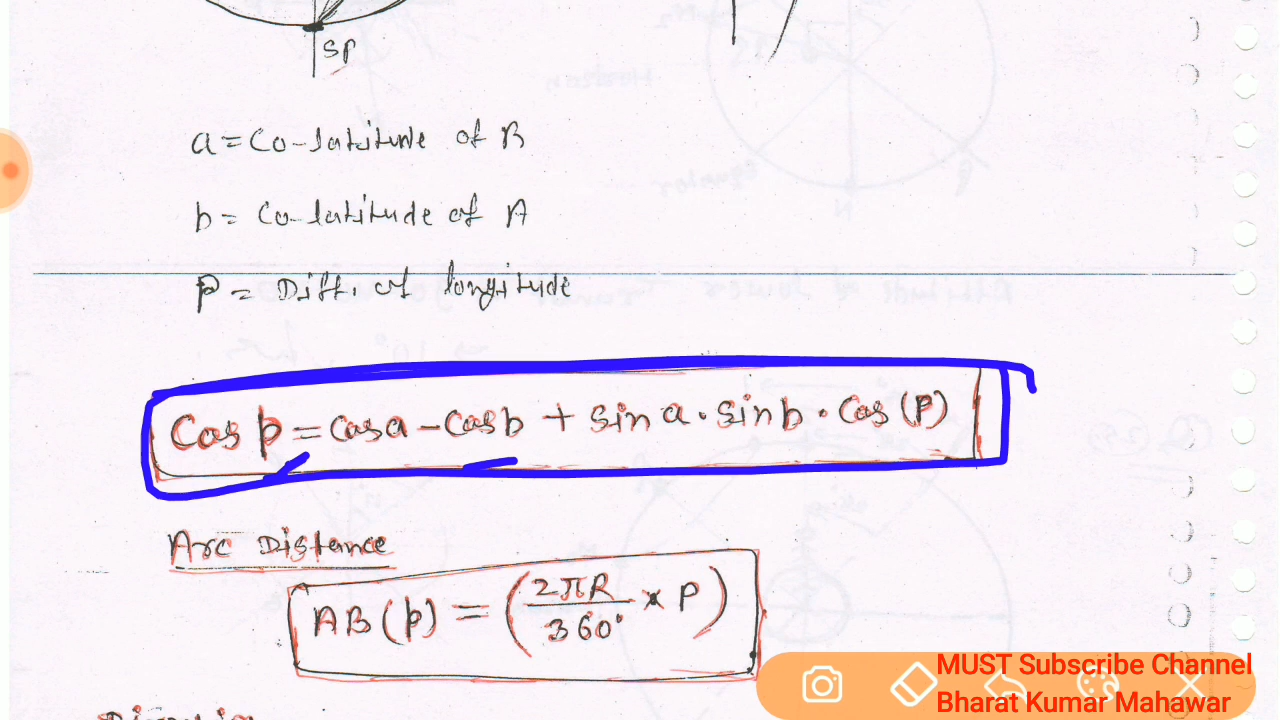 SP
a = Co-latitude of B
b = Co-latitude of A
P = Diff. of longitude
Cos p = cos a - cos b + sin a . sin b . cos (P)
Arc Distance
AB (p) = ( 2πR / 360° × P )
MUST Subscribe Channel
Bharat Kumar Mahawar